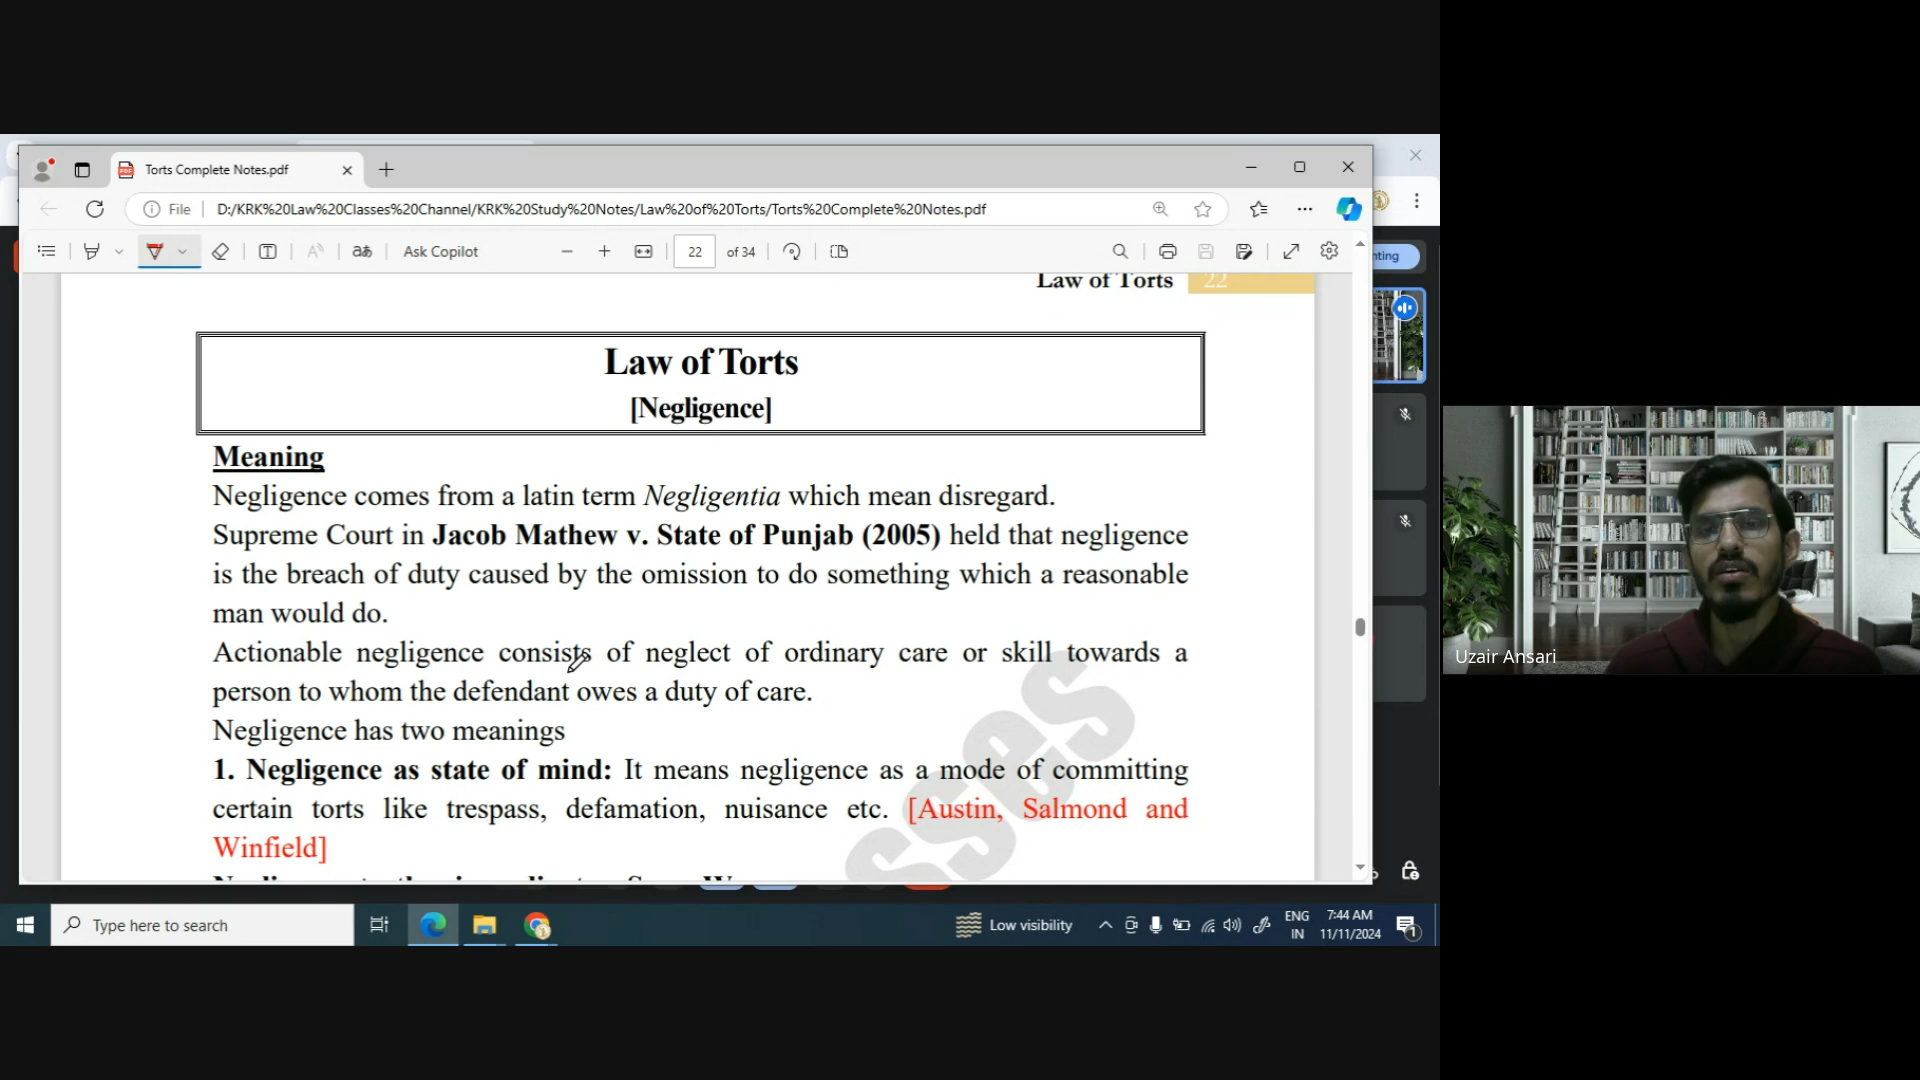 Torts Complete Notes.pdf
File
D:/KRK%20Law%20Classes%20Channel/KRK%20Study%20Notes/Law%20of%20Torts/Torts%20Complete%20Notes.pdf
Ask Copilot
22 of 34
nting
Law of Torts 22
Law of Torts
[Negligence]
Meaning
Negligence comes from a latin term Negligentia which mean disregard.
Supreme Court in Jacob Mathew v. State of Punjab (2005) held that negligence
is the breach of duty caused by the omission to do something which a reasonable
man would do.
Actionable negligence consists of neglect of ordinary care or skill towards a
person to whom the defendant owes a duty of care.
Negligence has two meanings
1. Negligence as state of mind: It means negligence as a mode of committing
certain torts like trespass, defamation, nuisance etc. [Austin, Salmond and
Winfield]
sses
Uzair Ansari
Type here to search
Low visibility
ENG
IN
7:44 AM
11/11/2024
1